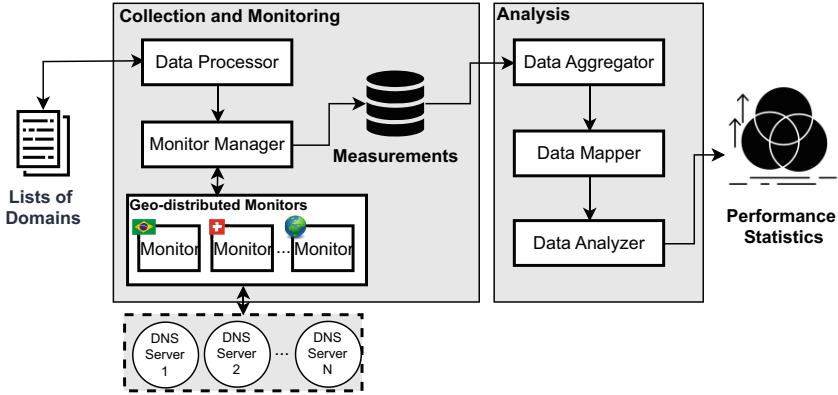 Collection and Monitoring
Analysis
Data Processor
Data Aggregator
Lists of
Domains
Monitor Manager
Measurements
Data Mapper
Geo-distributed Monitors
Monitor
Monitor
...
Monitor
Data Analyzer
Performance
Statistics
DNS
Server
1
DNS
Server
2
...
DNS
Server
N